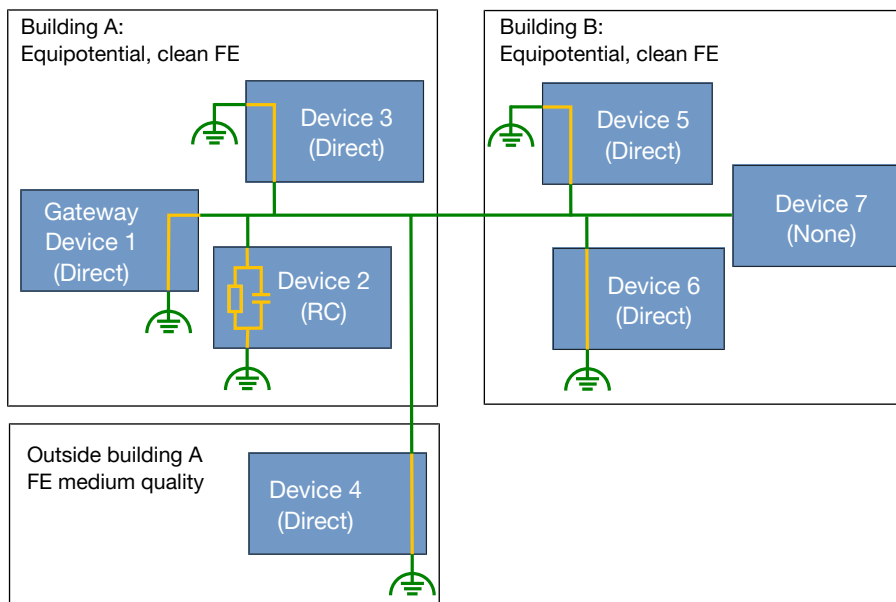 Building A:
Equipotential, clean FE
Device 3
(Direct)
Gateway
Device 1
(Direct)
Device 2
(RC)
Building B:
Equipotential, clean FE
Device 5
(Direct)
Device 7
(None)
Device 6
(Direct)
Outside building A
FE medium quality
Device 4
(Direct)